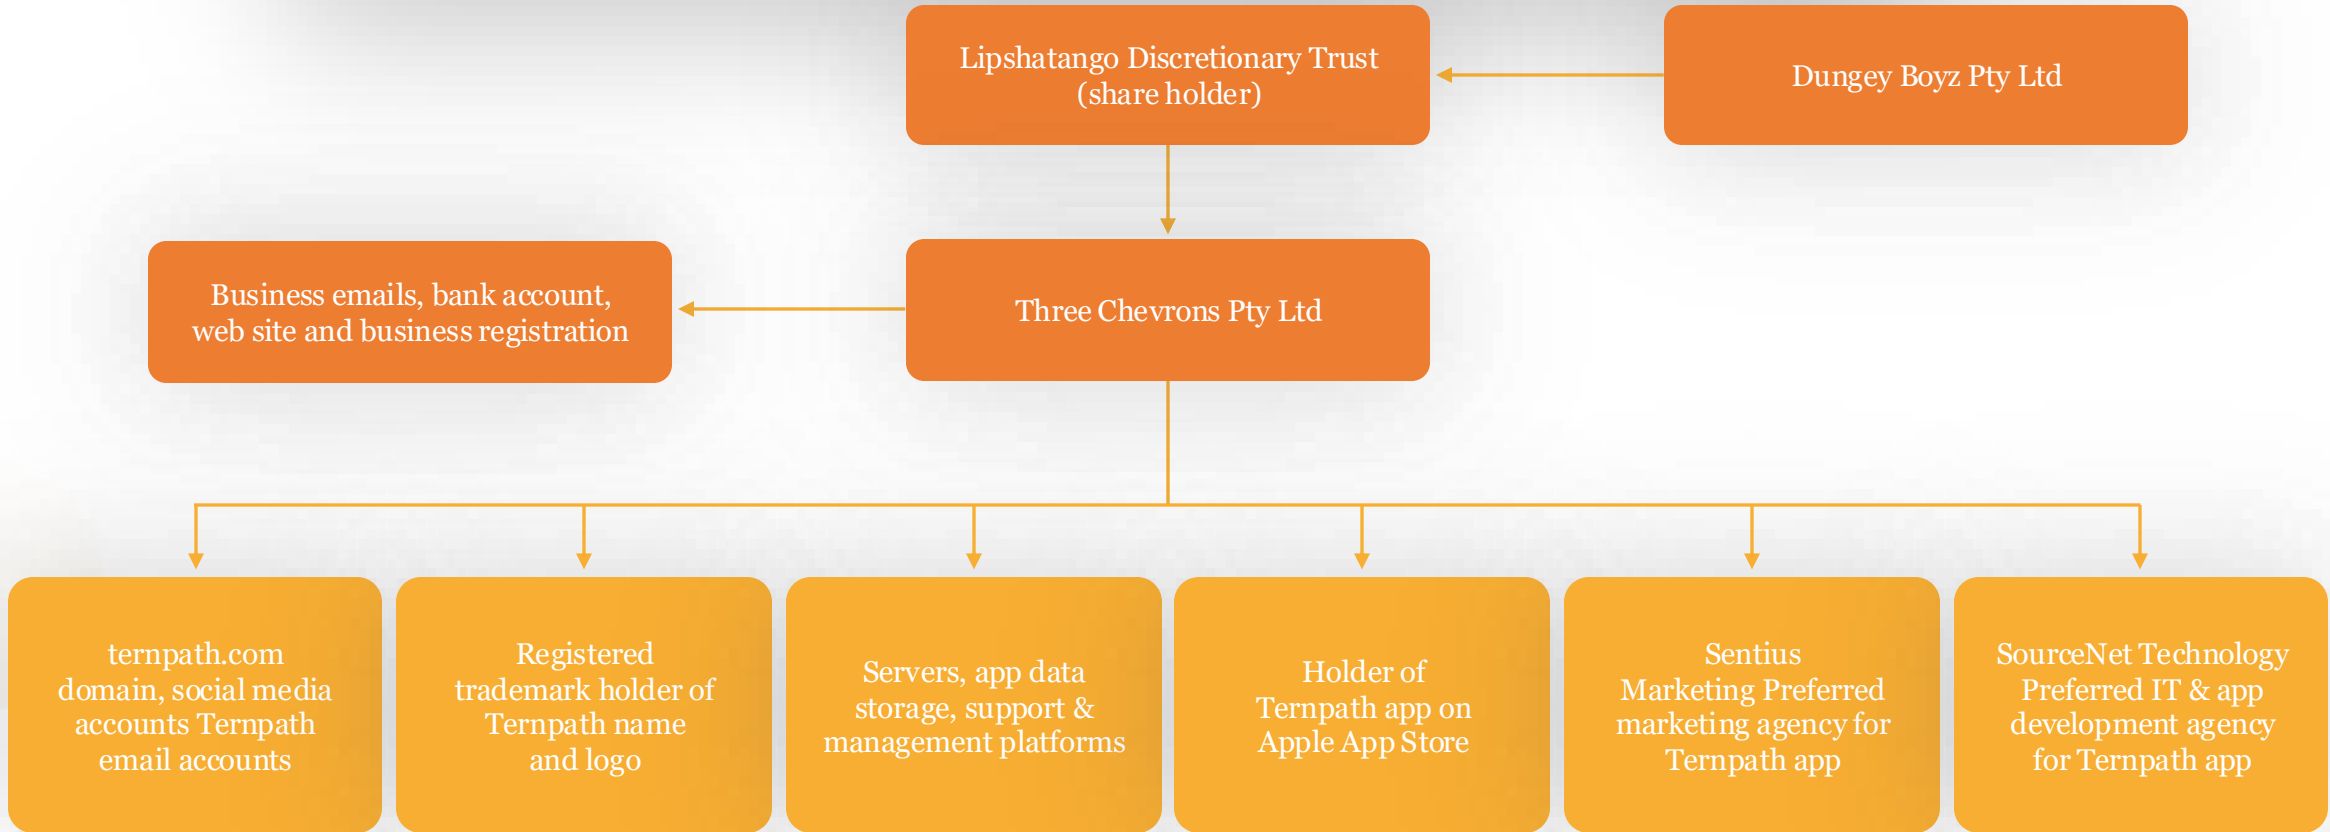 Lipshatango Discretionary Trust
(share holder)
Dungey Boyz Pty Ltd
Business emails, bank account,
web site and business registration
Three Chevrons Pty Ltd
ternpath.com
domain, social media
accounts Ternpath
email accounts
Registered
trademark holder of
Ternpath name
and logo
Servers, app data
storage, support &
management platforms
Holder of
Ternpath app on
Apple App Store
Sentius
Marketing Preferred
marketing agency for
Ternpath app
SourceNet Technology
Preferred IT & app
development agency
for Ternpath app